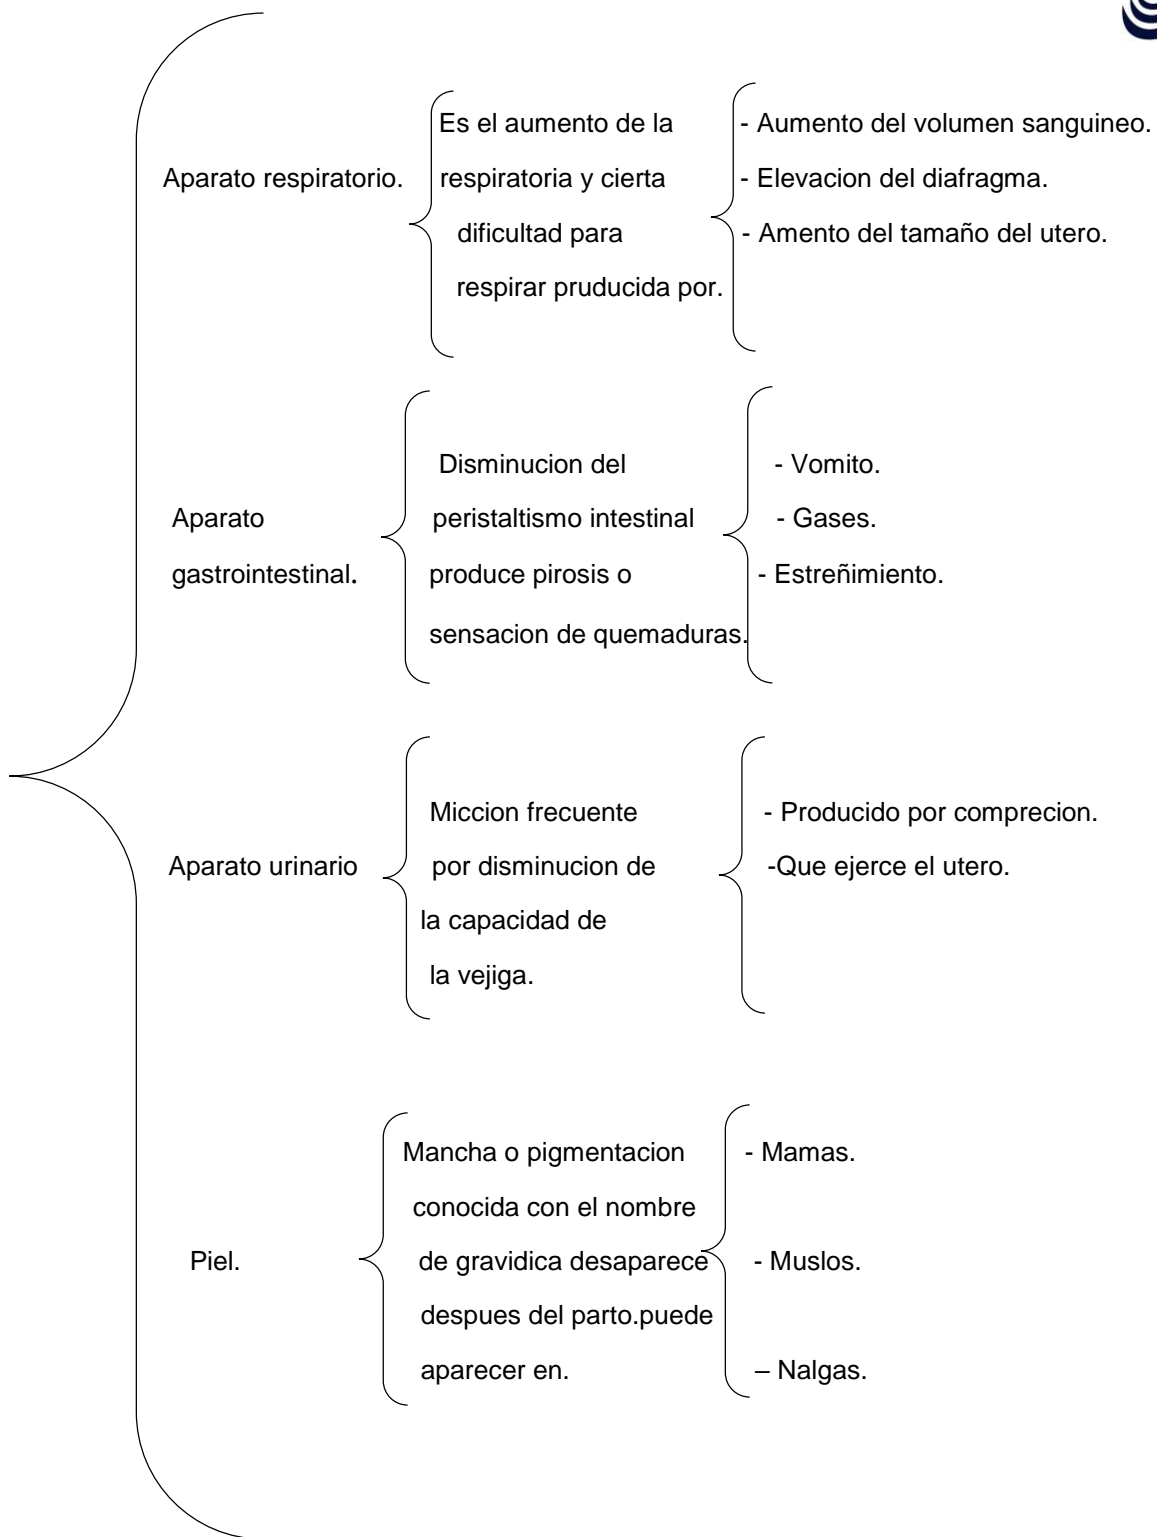 Aparato respiratorio.
Es el aumento de la
respiratoria y cierta
dificultad para
respirar pruducida por.
- Aumento del volumen sanguineo.
- Elevacion del diafragma.
- Amento del tamaño del utero.
Aparato
gastrointestinal.
Disminucion del
peristaltismo intestinal
produce pirosis o
sensacion de quemaduras.
- Vomito.
- Gases.
- Estreñimiento.
Aparato urinario
Miccion frecuente
por disminucion de
la capacidad de
la vejiga.
- Producido por comprecion.
-Que ejerce el utero.
Piel.
Mancha o pigmentacion
conocida con el nombre
de gravidica desaparece
despues del parto.puede
aparecer en.
- Mamas.
- Muslos.
– Nalgas.